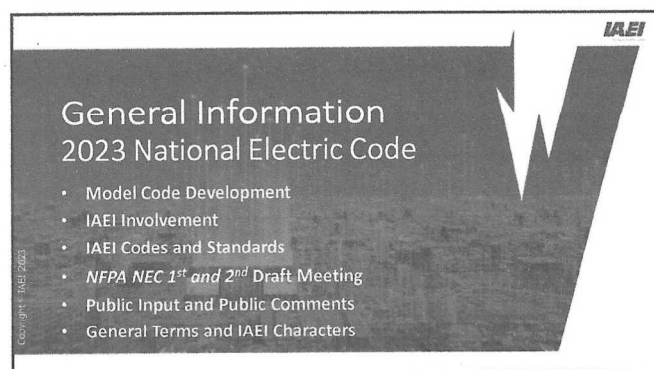 IAEI
General Information
2023 National Electric Code
• Model Code Development
• IAEI Involvement
• IAEI Codes and Standards
• NFPA NEC 1st and 2nd Draft Meeting
• Public Input and Public Comments
• General Terms and IAEI Characters
Copyright © IAEI 2023